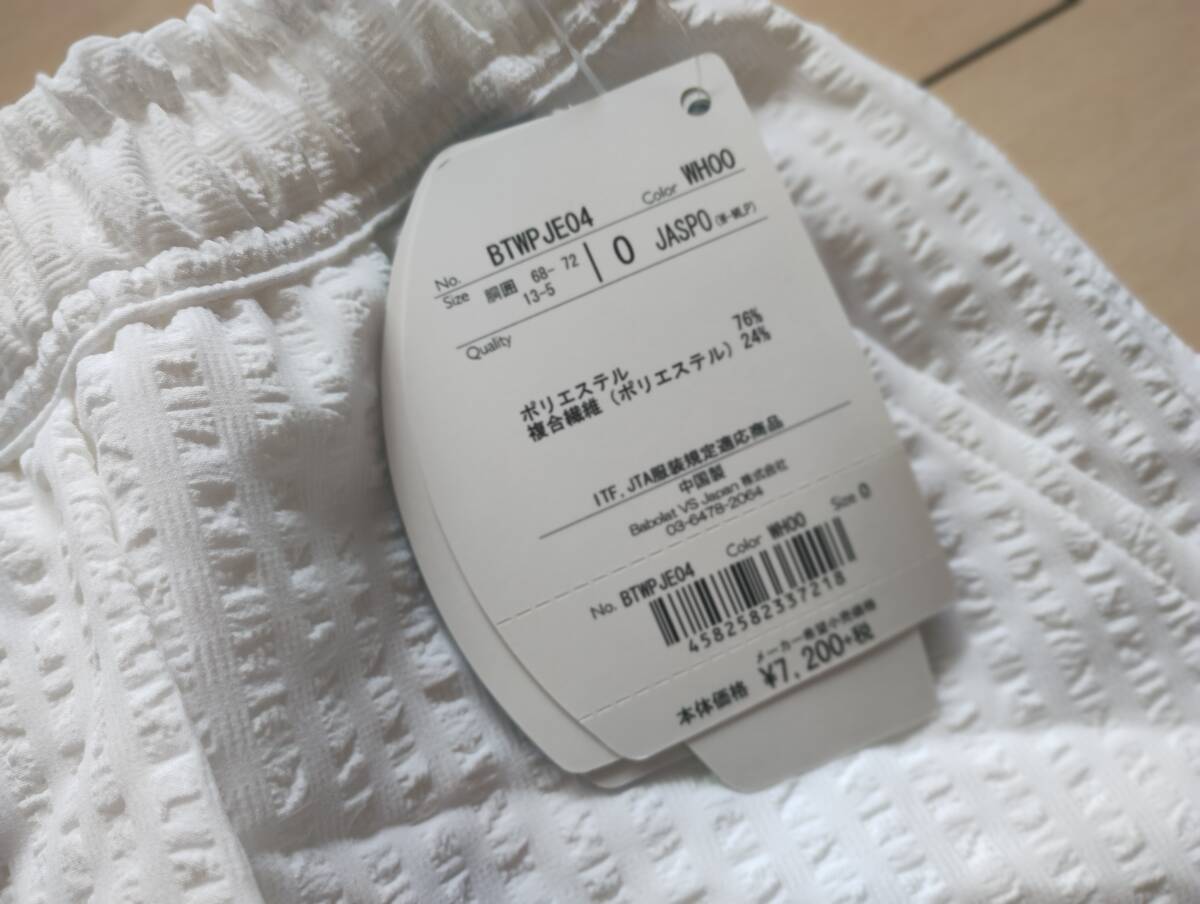 No. BTWPJE04 Color WH00
Size 胴囲 68- 72 0 JASPO (W-WLP)
13-5
Quality
76%
ポリエステル
複合繊維 (ポリエステル) 24%
ITF, JTA服装規定適応商品
中国製
Babolat VS Japan 株式会社
03-6478-2064
No. BTWPJE04 Color WH00 Size 0
4582582337218
メーカー希望小売価格
本体価格 ¥7,200+税